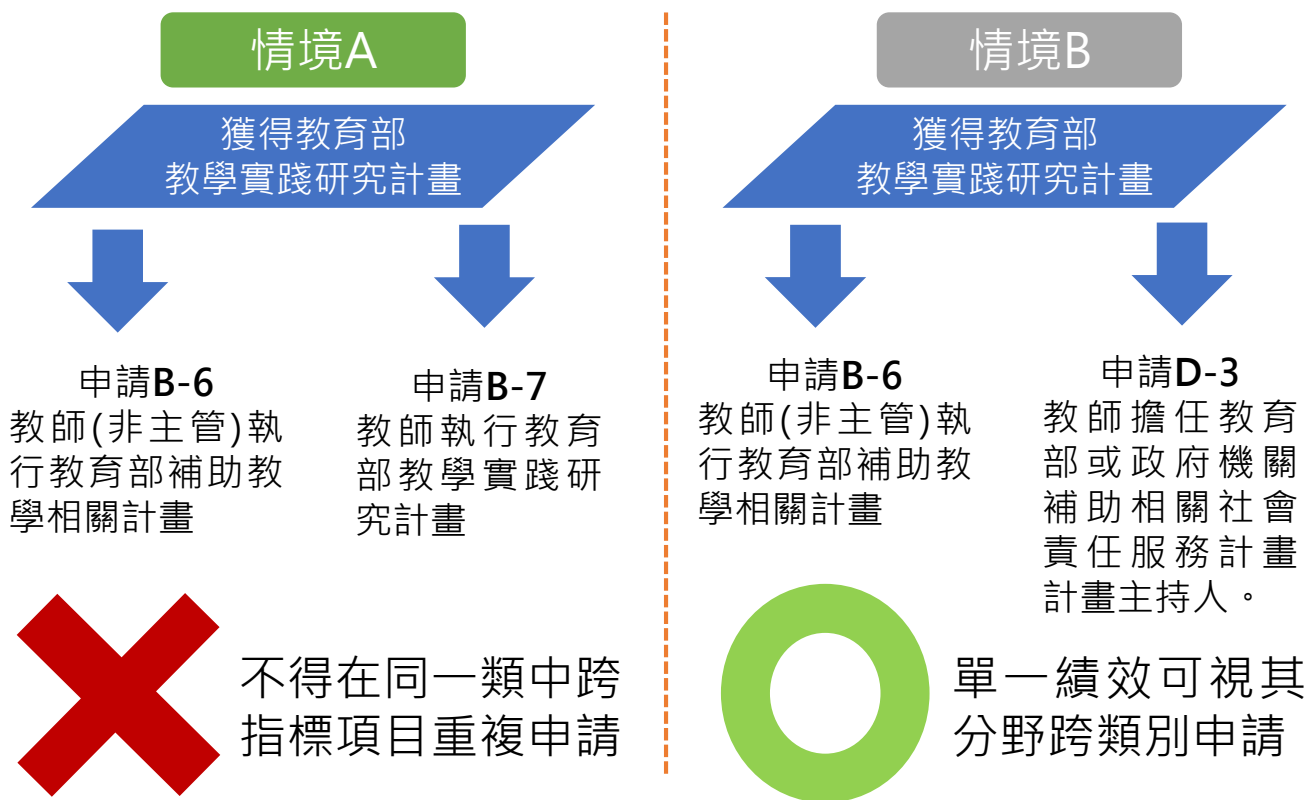 情境A
獲得教育部
教學實踐研究計畫
申請B-6
教師(非主管)執
行教育部補助教
學相關計畫
申請B-7
教師執行教育
部教學實踐研
究計畫
不得在同一類中跨
指標項目重複申請
情境B
獲得教育部
教學實踐研究計畫
申請B-6
教師(非主管)執
行教育部補助教
學相關計畫
申請D-3
教師擔任教育
部或政府機關
補助相關社會
責任服務計畫
計畫主持人。
單一績效可視其
分野跨類別申請